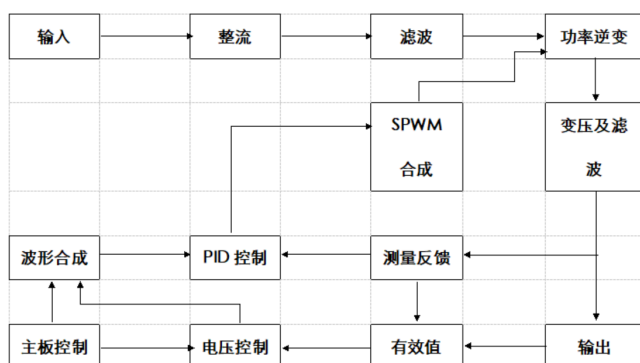 输入
整流
滤波
功率逆变
SPWM
合成
变压及滤
波
波形合成
PID 控制
测量反馈
主板控制
电压控制
有效值
输出